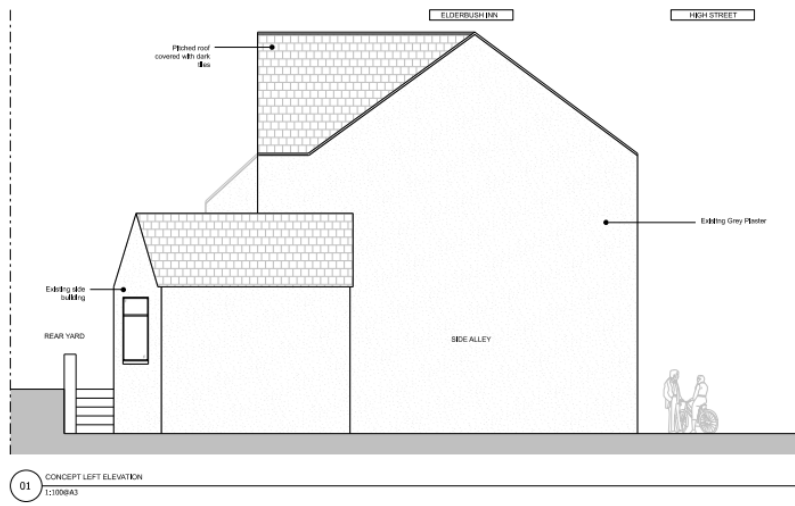 ELDERBUSH INN
HIGH STREET
Pitched roof
covered with dark
tiles
Existing Grey Plaster
Existing side
building
REAR YARD
SIDE ALLEY
01
CONCEPT LEFT ELEVATION
1:100@A3